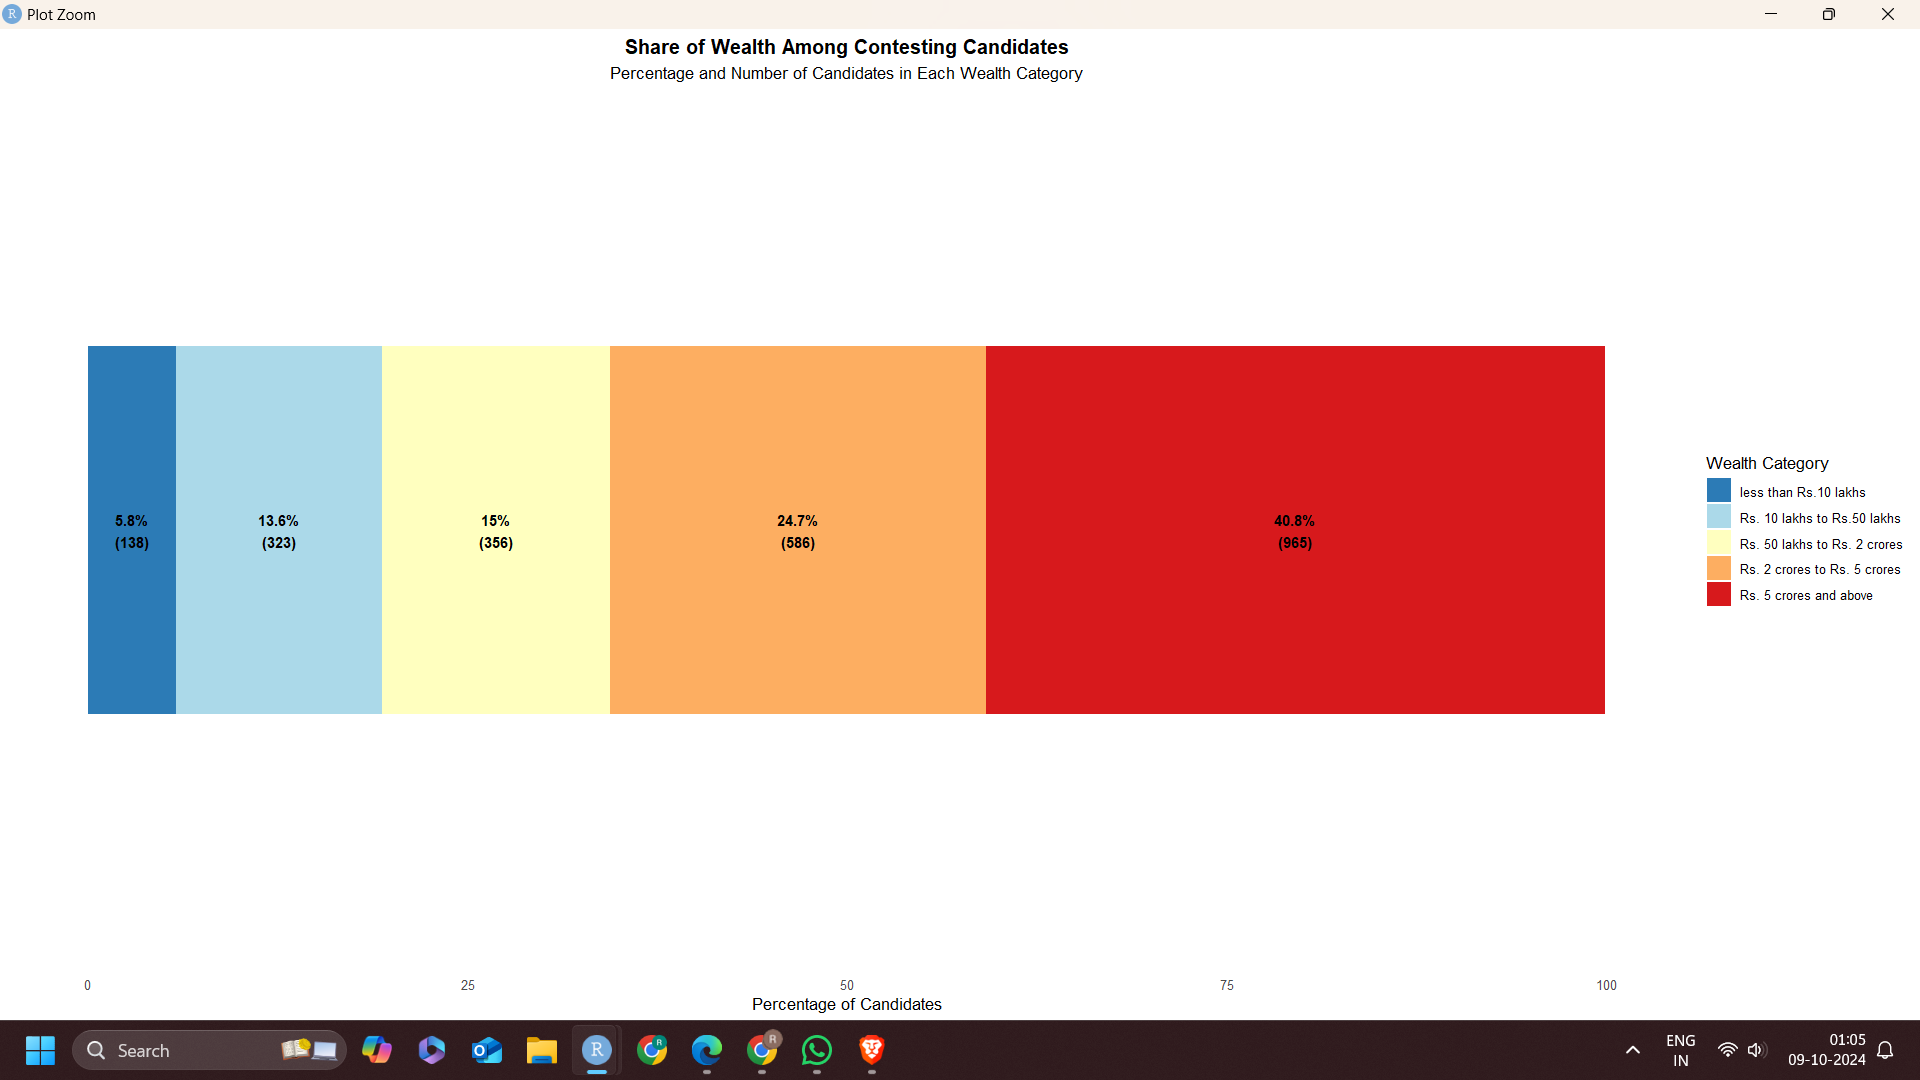 Plot Zoom
Share of Wealth Among Contesting Candidates
Percentage and Number of Candidates in Each Wealth Category
5.8%
(138)
13.6%
(323)
15%
(356)
24.7%
(586)
40.8%
(965)
Wealth Category
less than Rs.10 lakhs
Rs. 10 lakhs to Rs.50 lakhs
Rs. 50 lakhs to Rs. 2 crores
Rs. 2 crores to Rs. 5 crores
Rs. 5 crores and above
0 25 50 75 100
Percentage of Candidates
Search
ENG
IN
01:05
09-10-2024